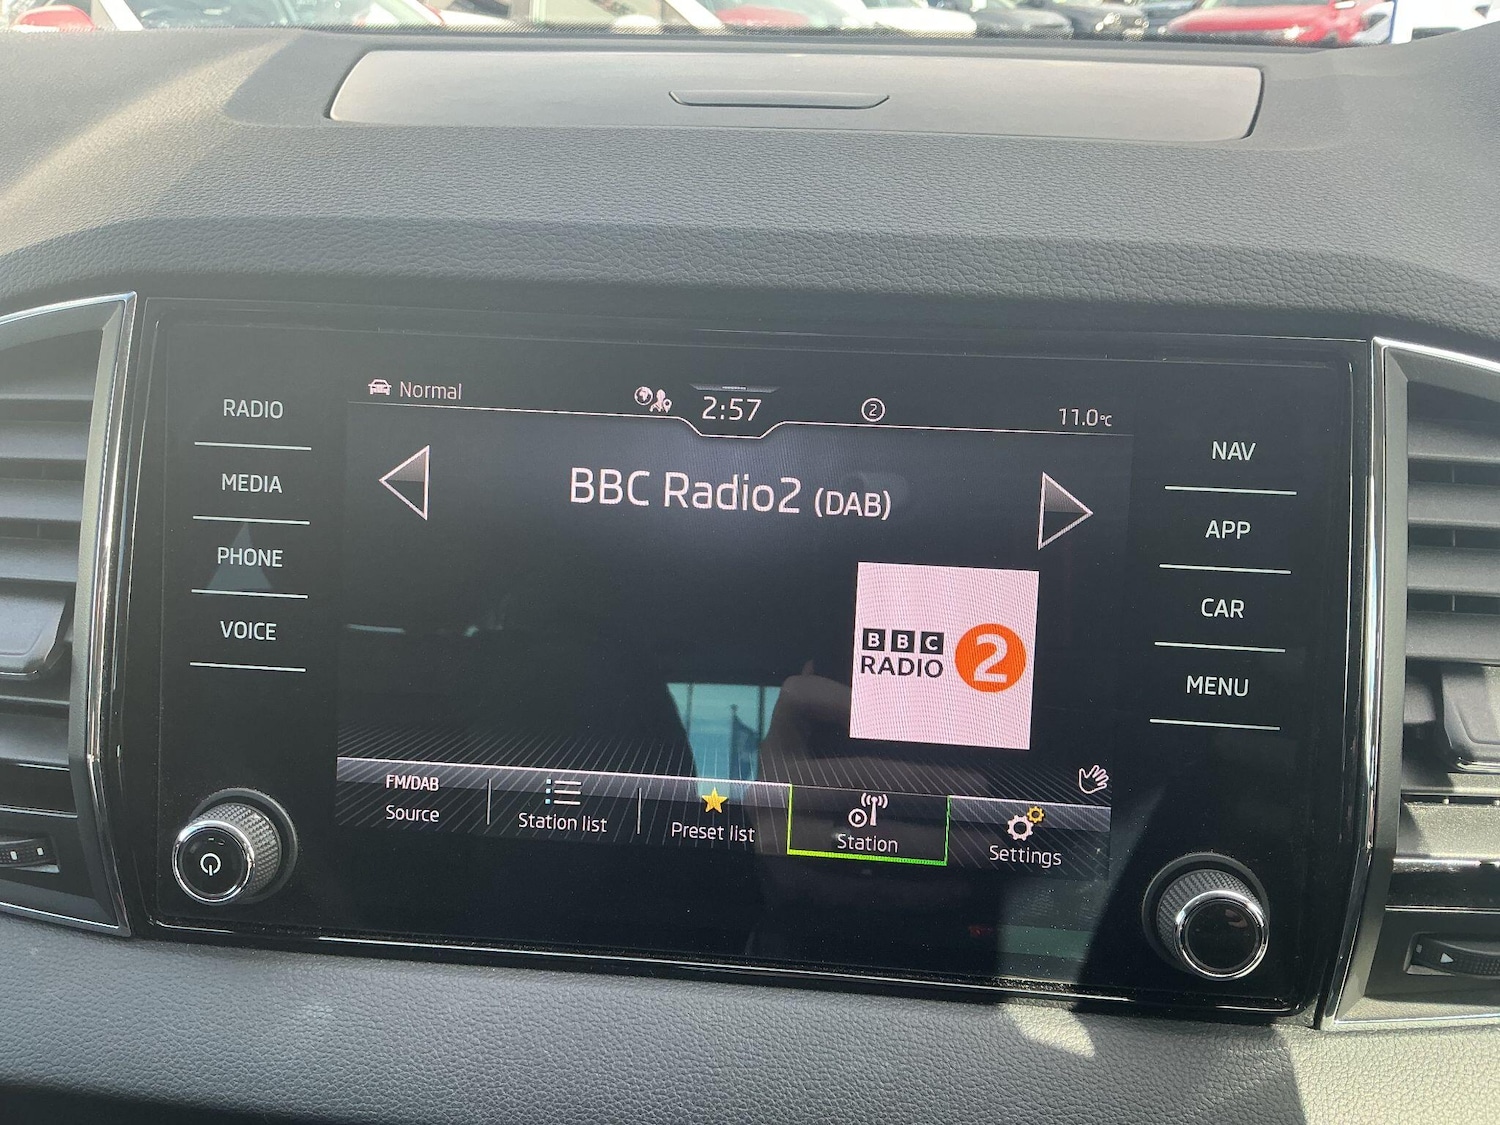 Normal
2:57
2
11.0°C
RADIO
MEDIA
PHONE
VOICE
BBC Radio2 (DAB)
BBC
RADIO 2
NAV
APP
CAR
MENU
FM/DAB
Source
Station list
Preset list
Station
Settings